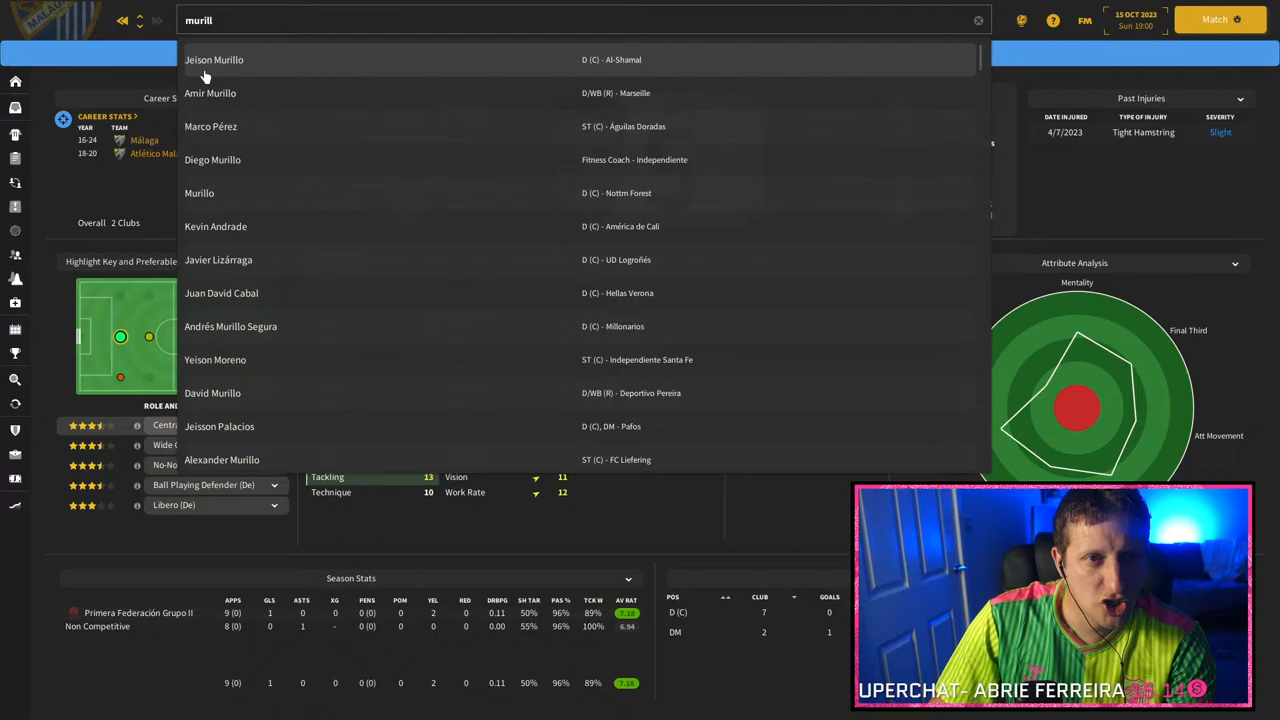 MALAG
murill
15 OCT 2023
Sun 19:00
FM
Match
Jeison Murillo D (C) - Al-Shamal
Amir Murillo D/WB (R) - Marseille
Marco Pérez ST (C) - Águilas Doradas
Diego Murillo Fitness Coach - Independiente
Murillo D (C) - Nottm Forest
Kevin Andrade D (C) - América de Cali
Javier Lizárraga D (C) - UD Logroñés
Juan David Cabal D (C) - Hellas Verona
Andrés Murillo Segura D (C) - Millonarios
Yeison Moreno ST (C) - Independiente Santa Fe
David Murillo D/WB (R) - Deportivo Pereira
Jeisson Palacios D (C), DM - Pafos
Alexander Murillo ST (C) - FC Liefering
Career S
CAREER STATS >
YEAR TEAM
16-24 Málaga
18-20 Atlético Mal
Overall 2 Clubs
Past Injuries
DATE INJURED TYPE OF INJURY SEVERITY
4/7/2023 Tight Hamstring Slight
Highlight Key and Preferable
ROLE AND
Centr
Wide C
No-No
Ball Playing Defender (De)
Libero (De)
Tackling 13 Vision 11
Technique 10 Work Rate 12
Attribute Analysis
Mentality
Final Third
Att Movement
Season Stats
APPS GLS ASTS XG PENS POM YEL RED DRBPG SH TAR PAS % TCK W AV RAT
Primera Federación Grupo II 9 (0) 1 0 0 0 (0) 0 2 0 0.11 50% 96% 89% 7.18
Non Competitive 8 (0) 0 1 - 0 (0) 0 0 0 0.00 55% 96% 100% 6.94
9 (0) 1 0 0 0 (0) 0 2 0 0.11 50% 96% 89% 7.18
POS CLUB GOALS
D (C) 7 0
DM 2 1
UPERCHAT- ABRIE FERREIRA